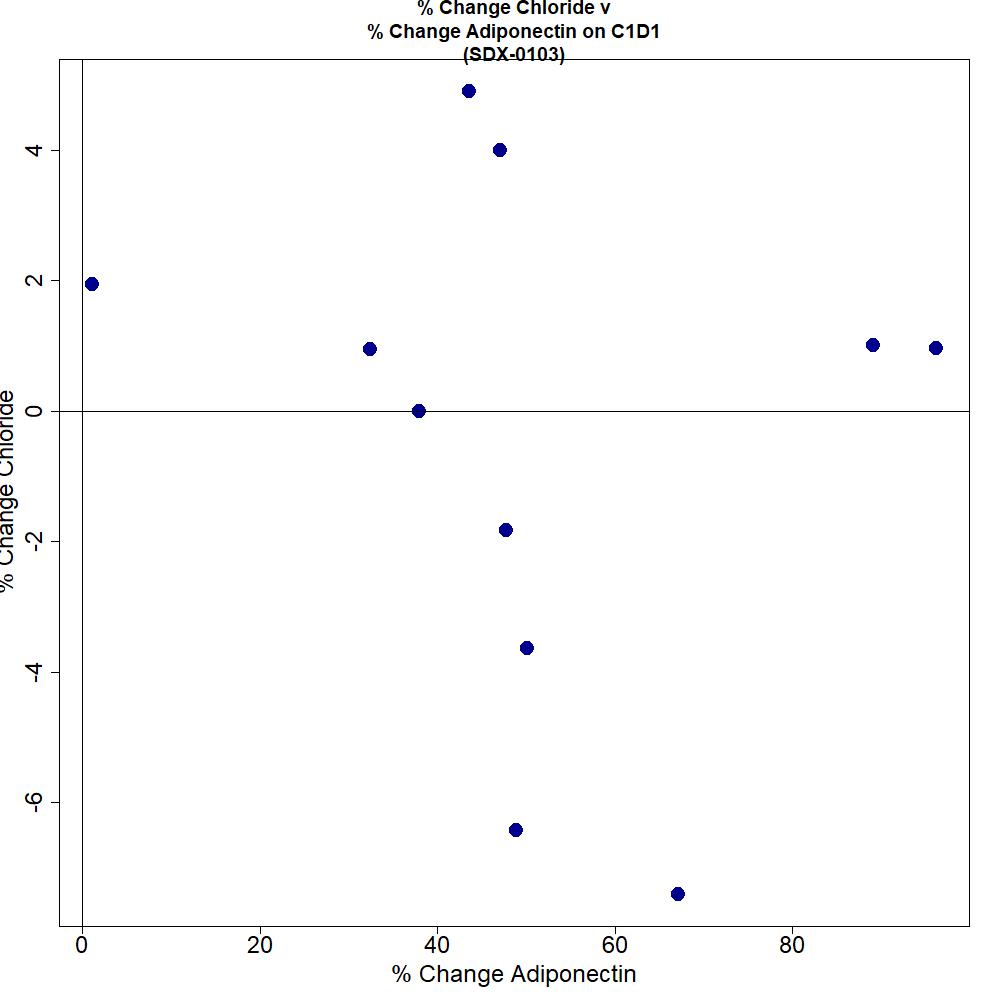 % Change Chloride v
% Change Adiponectin on C1D1
(SDX-0103)
% Change Chloride
4
2
0
-2
-4
-6
0
20
40
60
80
% Change Adiponectin